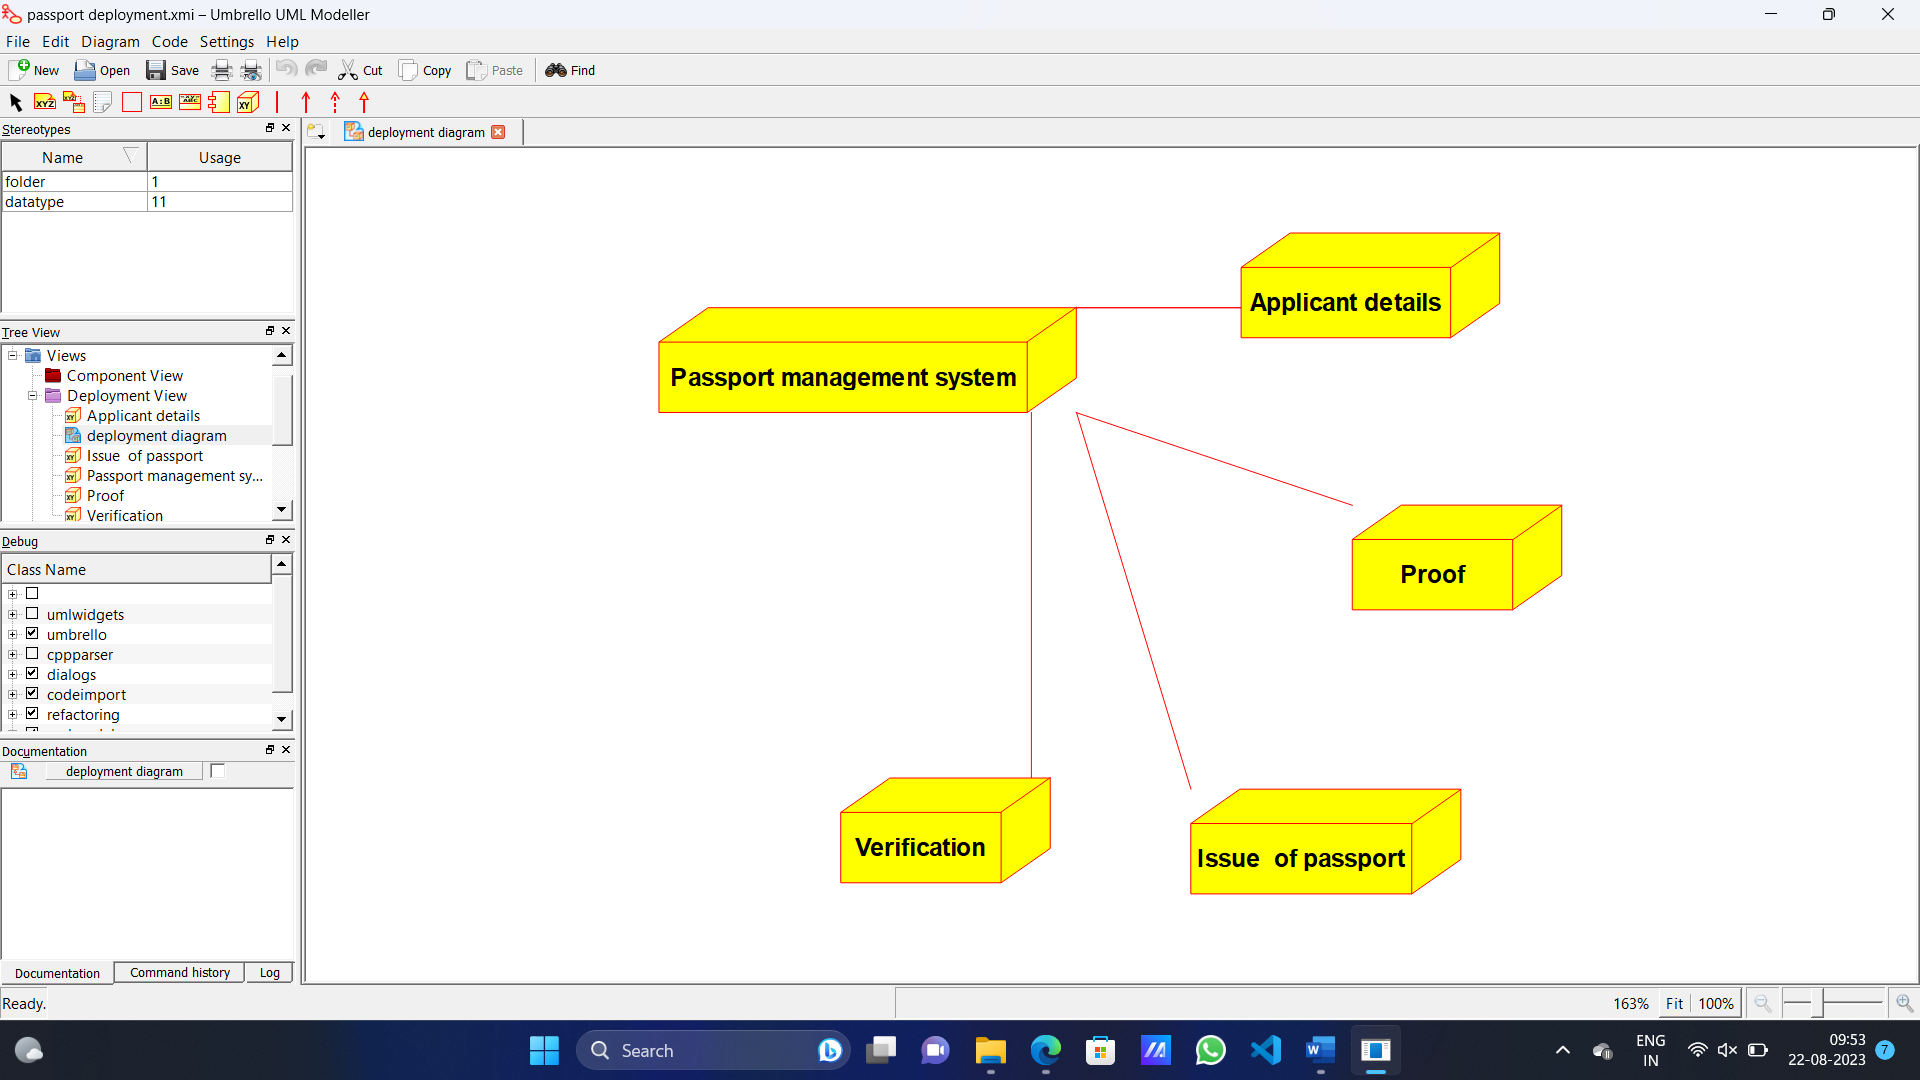 passport deployment.xmi – Umbrello UML Modeller
File Edit Diagram Code Settings Help
New Open Save Cut Copy Paste Find
XYZ XYZ A:B ABC XY
Stereotypes
deployment diagram
Name Usage
folder 1
datatype 11
Tree View
Views
Component View
Deployment View
Applicant details
deployment diagram
Issue  of passport
Passport management sy...
Proof
Verification
Debug
Class Name
umlwidgets
umbrello
cppparser
dialogs
codeimport
refactoring
Documentation
deployment diagram
Documentation Command history Log
Applicant details
Passport management system
Proof
Verification
Issue  of passport
Ready.
163% Fit 100%
Search
ENG
IN
09:53
22-08-2023
7